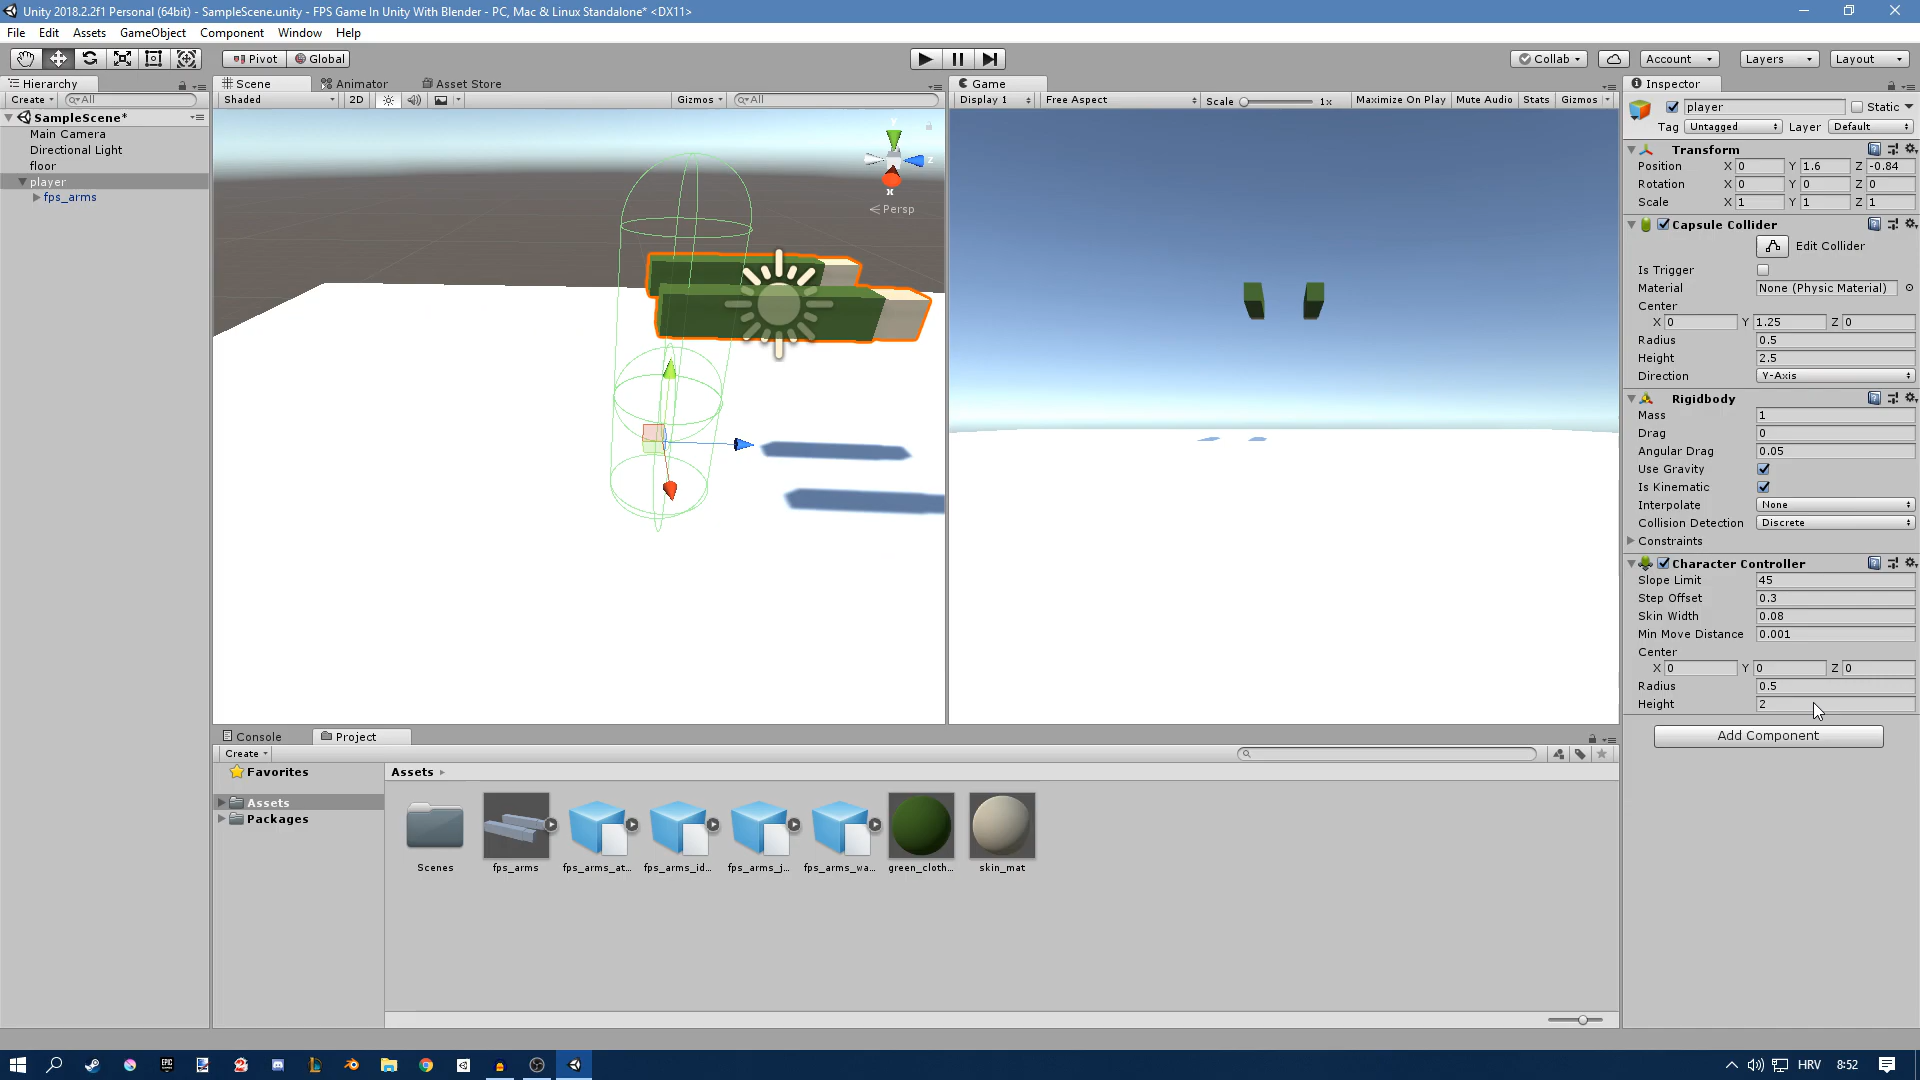 Unity 2018.2.2f1 Personal (64bit) - SampleScene.unity - FPS Game In Unity With Blender - PC, Mac & Linux Standalone* <DX11>
File Edit Assets GameObject Component Window Help
Pivot Global Collab Account Layers Layout
Hierarchy
Create All
SampleScene*
Main Camera
Directional Light
floor
player
fps_arms
Scene Animator Asset Store
Shaded 2D Gizmos All
y
z
x
Persp
Game
Display 1 Free Aspect Scale 1x Maximize On Play Mute Audio Stats Gizmos
Inspector
player Static
Tag Untagged Layer Default
Transform
Position X 0 Y 1.6 Z -0.84
Rotation X 0 Y 0 Z 0
Scale X 1 Y 1 Z 1
Capsule Collider
Edit Collider
Is Trigger
Material None (Physic Material)
Center
X 0 Y 1.25 Z 0
Radius 0.5
Height 2.5
Direction Y-Axis
Rigidbody
Mass 1
Drag 0
Angular Drag 0.05
Use Gravity
Is Kinematic
Interpolate None
Collision Detection Discrete
Constraints
Character Controller
Slope Limit 45
Step Offset 0.3
Skin Width 0.08
Min Move Distance 0.001
Center
X 0 Y 0 Z 0
Radius 0.5
Height 2
Add Component
Console Project
Create
Favorites
Assets
Packages
Assets
Scenes fps_arms fps_arms_at... fps_arms_id... fps_arms_j... fps_arms_wa... green_cloth... skin_mat
EPIC
HRV 8:52